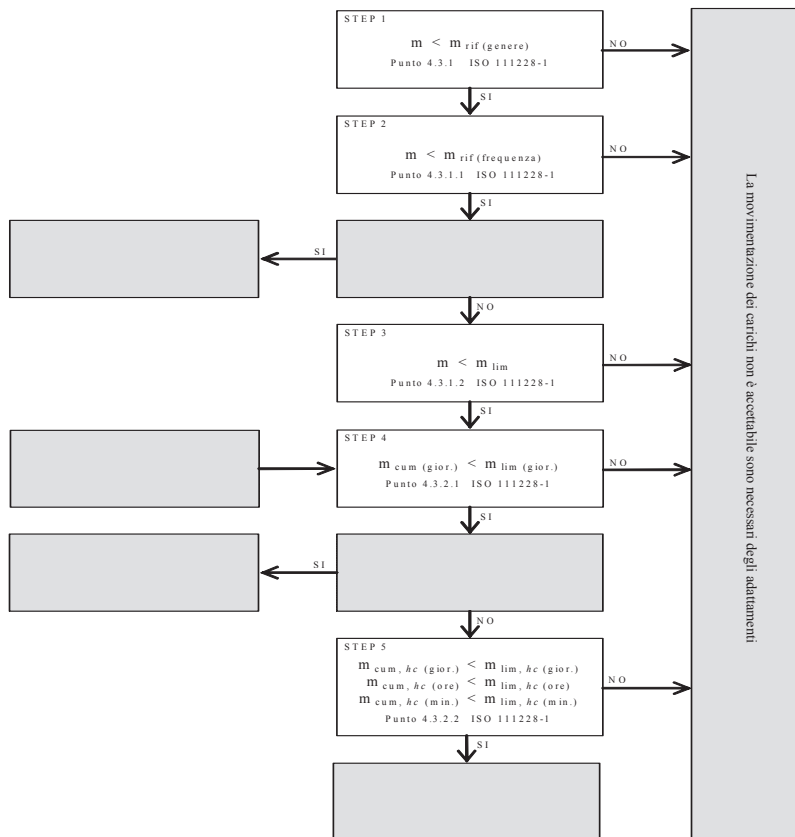 STEP 1
m < m rif (genere)
Punto 4.3.1 ISO 111228-1
NO
SI
STEP 2
m < m rif (frequenza)
Punto 4.3.1.1 ISO 111228-1
NO
SI
SI
NO
STEP 3
m < m lim
Punto 4.3.1.2 ISO 111228-1
NO
SI
STEP 4
m cum (gior.) < m lim (gior.)
Punto 4.3.2.1 ISO 111228-1
NO
SI
SI
NO
STEP 5
m cum, hc (gior.) < m lim, hc (gior.)
m cum, hc (ore) < m lim, hc (ore)
m cum, hc (min.) < m lim, hc (min.)
Punto 4.3.2.2 ISO 111228-1
NO
SI
La movimentazione dei carichi non è accettabile sono necessari degli adattamenti